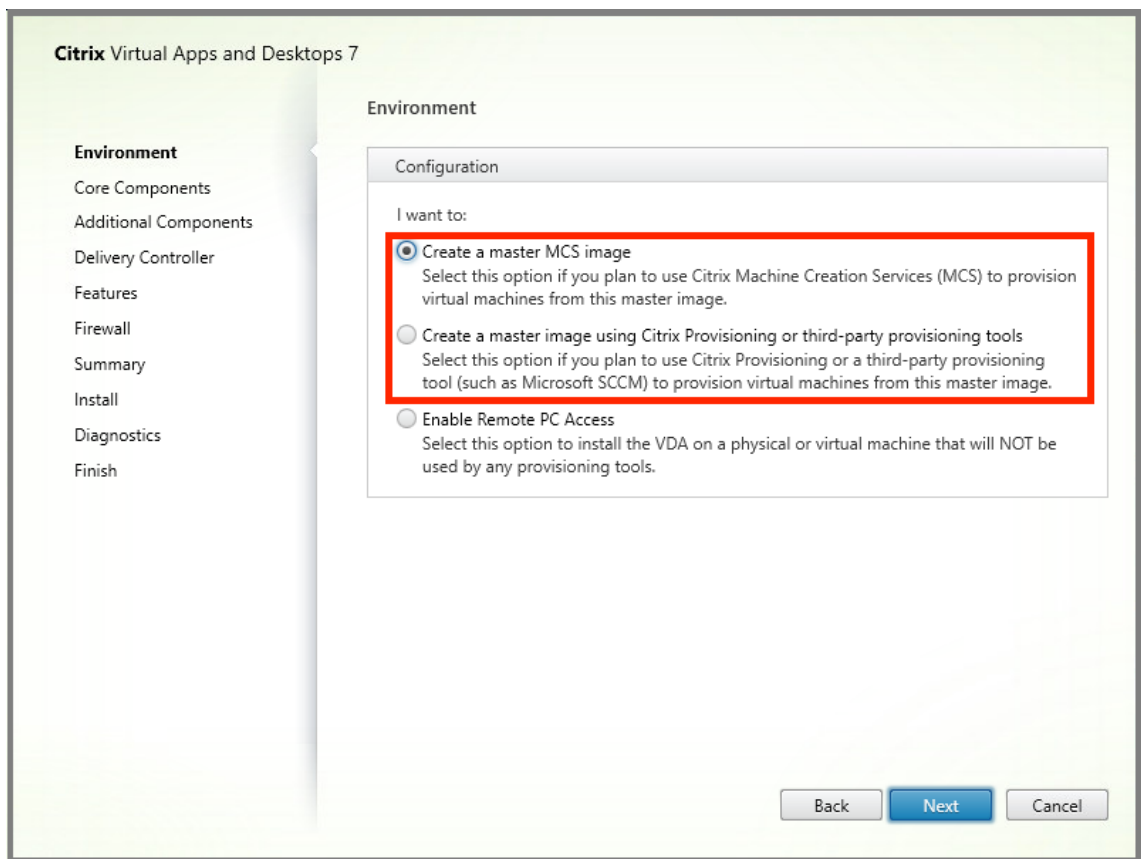 Citrix Virtual Apps and Desktops 7
Environment
Environment
Core Components
Additional Components
Delivery Controller
Features
Firewall
Summary
Install
Diagnostics
Finish
Configuration
I want to:
Create a master MCS image
Select this option if you plan to use Citrix Machine Creation Services (MCS) to provision
virtual machines from this master image.
Create a master image using Citrix Provisioning or third-party provisioning tools
Select this option if you plan to use Citrix Provisioning or a third-party provisioning
tool (such as Microsoft SCCM) to provision virtual machines from this master image.
Enable Remote PC Access
Select this option to install the VDA on a physical or virtual machine that will NOT be
used by any provisioning tools.
Back
Next
Cancel